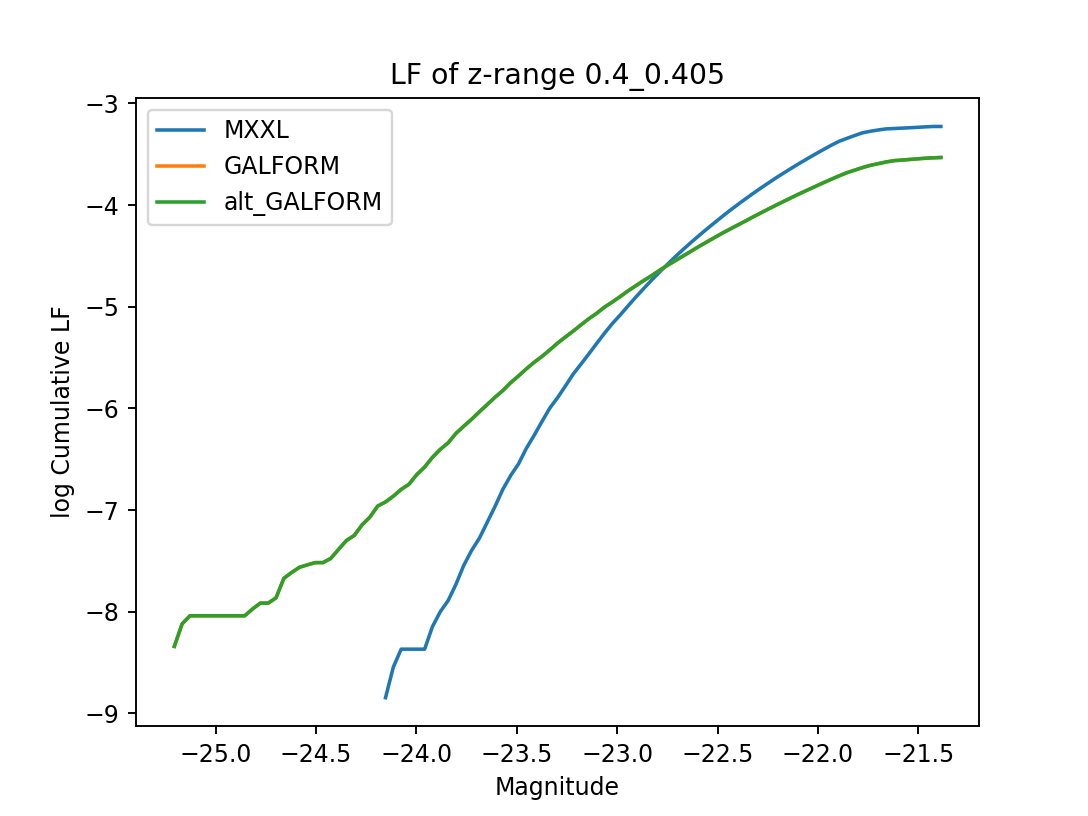 LF of z-range 0.4_0.405
MXXL
GALFORM
alt_GALFORM
−3
−4
−5
−6
−7
−8
−9
log Cumulative LF
−25.0 −24.5 −24.0 −23.5 −23.0 −22.5 −22.0 −21.5
Magnitude